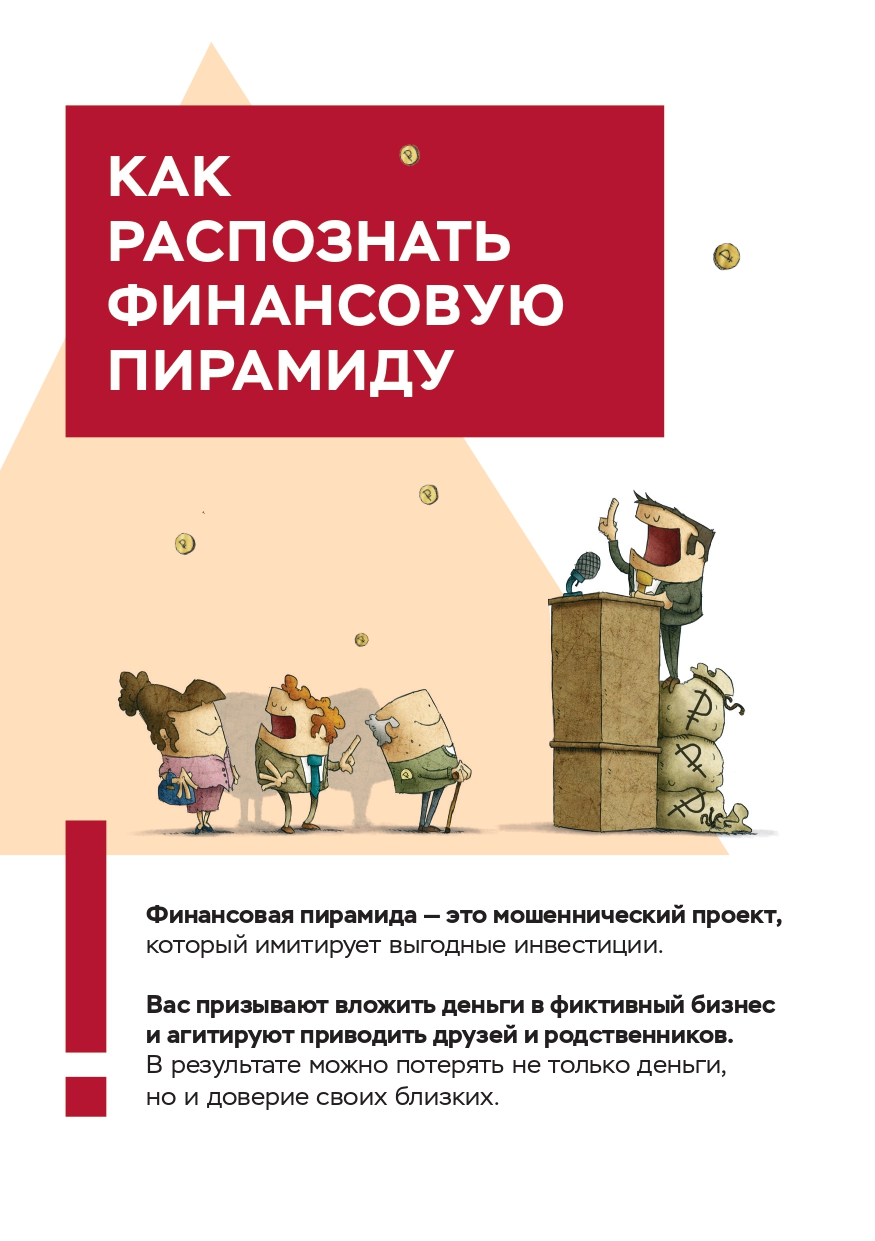 КАК
РАСПОЗНАТЬ
ФИНАНСОВУЮ
ПИРАМИДУ
Финансовая пирамида — это мошеннический проект,
который имитирует выгодные инвестиции.
Вас призывают вложить деньги в фиктивный бизнес
и агитируют приводить друзей и родственников.
В результате можно потерять не только деньги,
но и доверие своих близких.